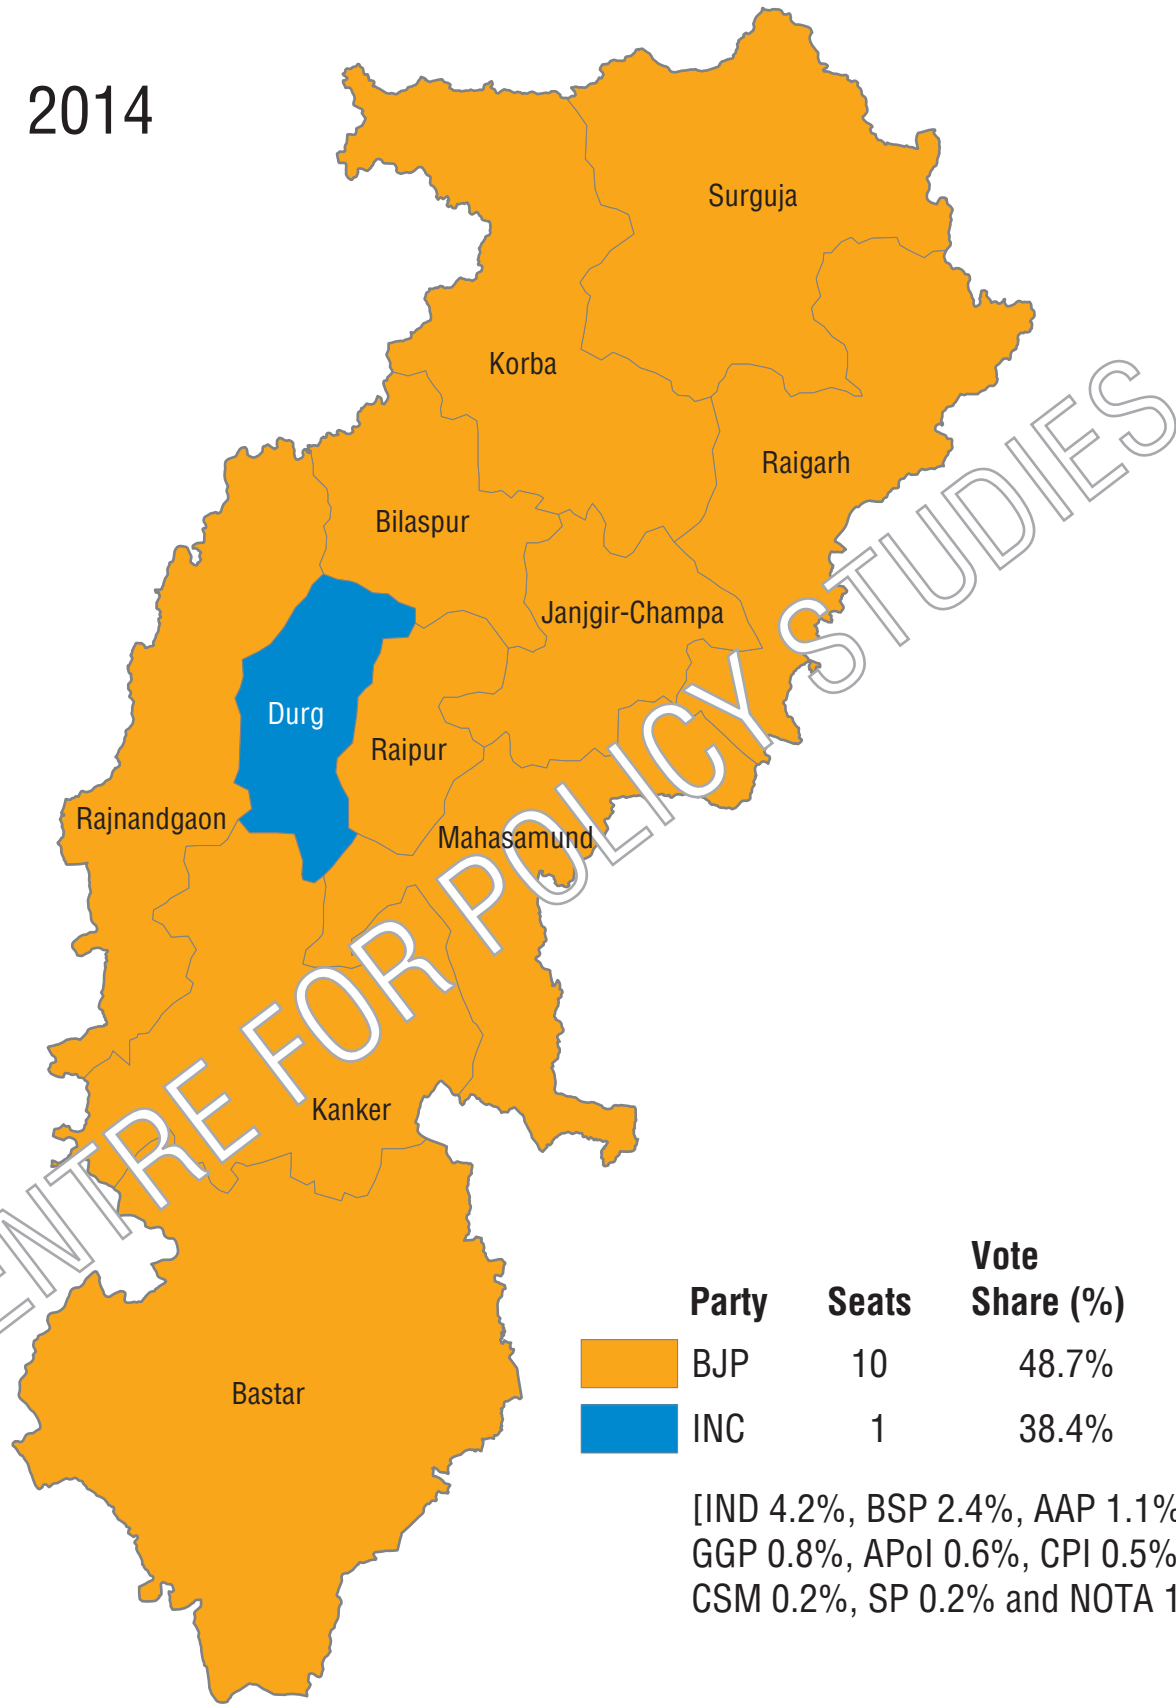 2014
Surguja
Korba
Raigarh
Bilaspur
Janjgir-Champa
Durg
Raipur
Rajnandgaon
Mahasamund
Kanker
Bastar
ENTRE FOR POLICY STUDIES
Vote
Party Seats Share (%)
BJP 10 48.7%
INC 1 38.4%
[IND 4.2%, BSP 2.4%, AAP 1.1%
GGP 0.8%, APoI 0.6%, CPI 0.5%
CSM 0.2%, SP 0.2% and NOTA 1